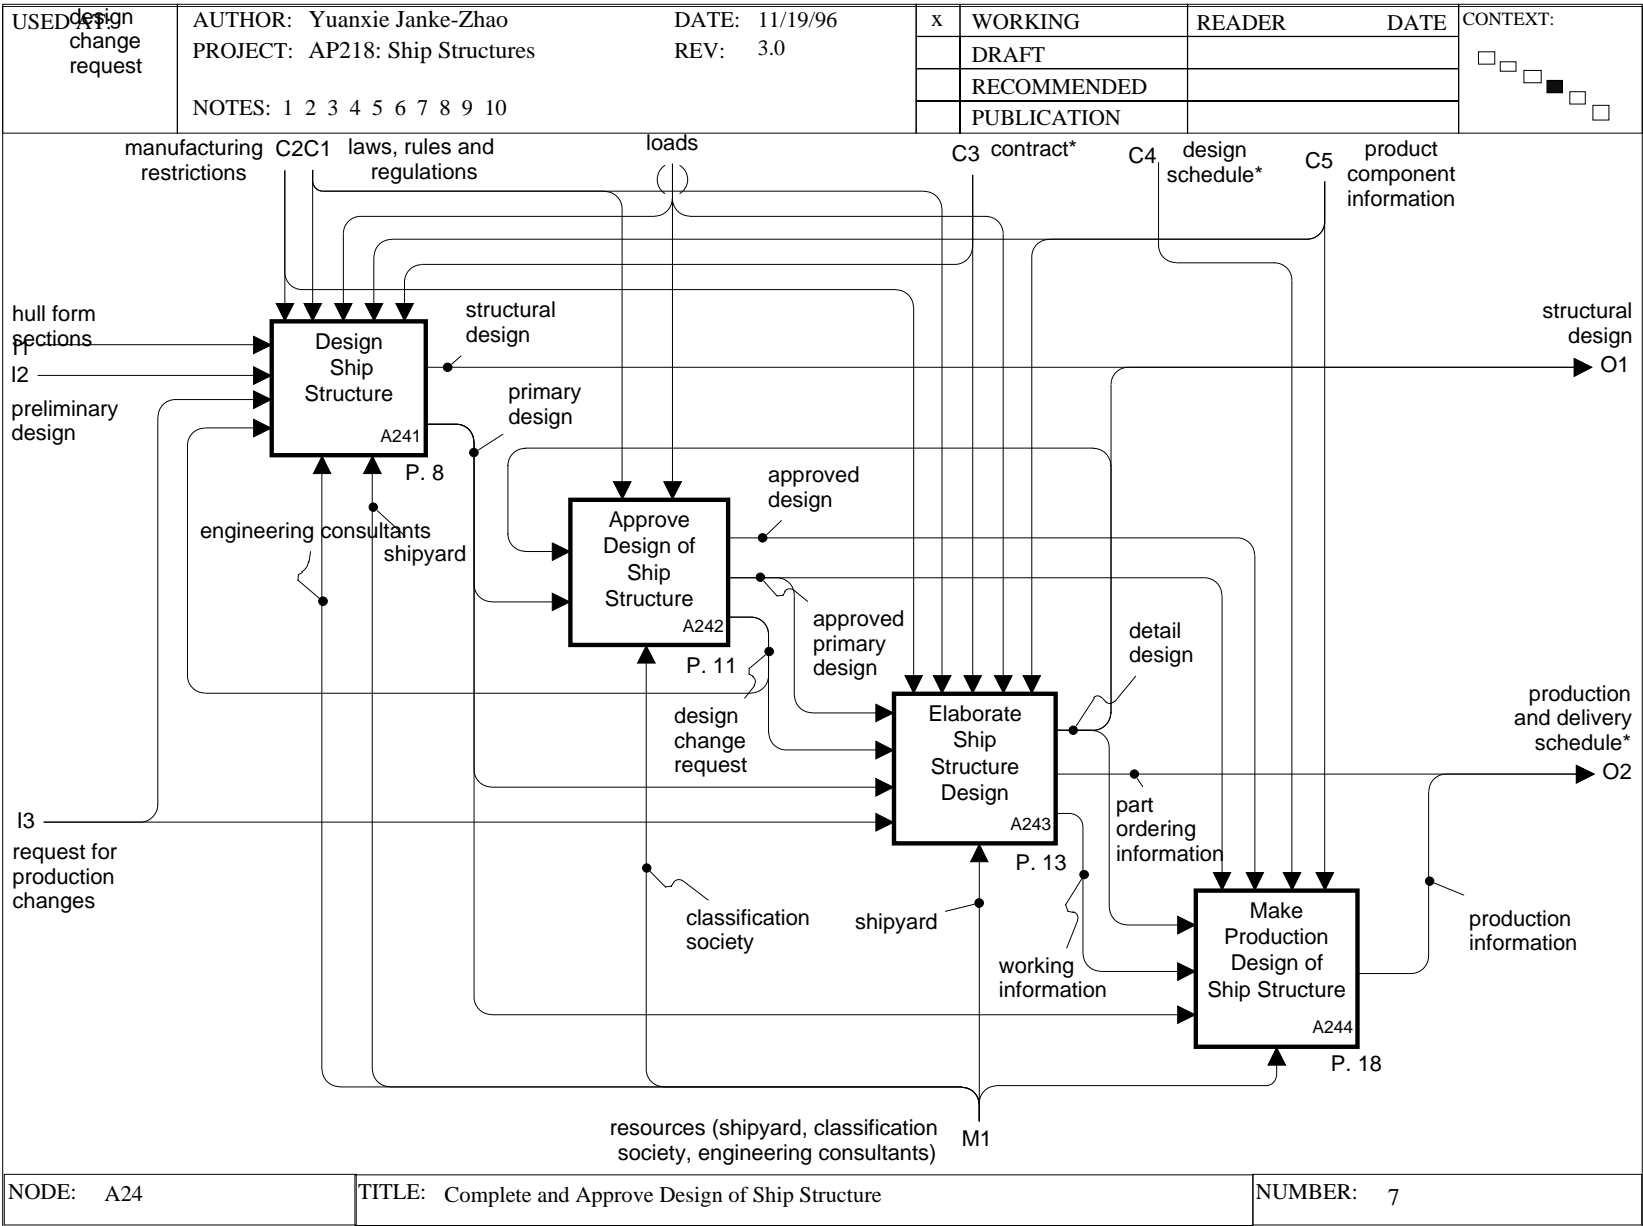 USED AT:
design
change
request
AUTHOR: Yuanxie Janke-Zhao
PROJECT: AP218: Ship Structures
NOTES: 1 2 3 4 5 6 7 8 9 10
DATE: 11/19/96
REV: 3.0
x WORKING
DRAFT
RECOMMENDED
PUBLICATION
READER DATE
CONTEXT:
manufacturing
restrictions
C2C1
laws, rules and
regulations
loads
C3
contract*
C4
design
schedule*
C5
product
component
information
hull form
sections
I1
I2
preliminary
design
Design
Ship
Structure
A241
P. 8
structural
design
primary
design
structural
design
O1
engineering consultants
shipyard
Approve
Design of
Ship
Structure
A242
P. 11
approved
design
approved
primary
design
design
change
request
detail
design
Elaborate
Ship
Structure
Design
A243
P. 13
production
and delivery
schedule*
O2
part
ordering
information
I3
request for
production
changes
classification
society
shipyard
working
information
Make
Production
Design of
Ship Structure
A244
P. 18
production
information
resources (shipyard, classification
society, engineering consultants)
M1
NODE: A24
TITLE: Complete and Approve Design of Ship Structure
NUMBER: 7